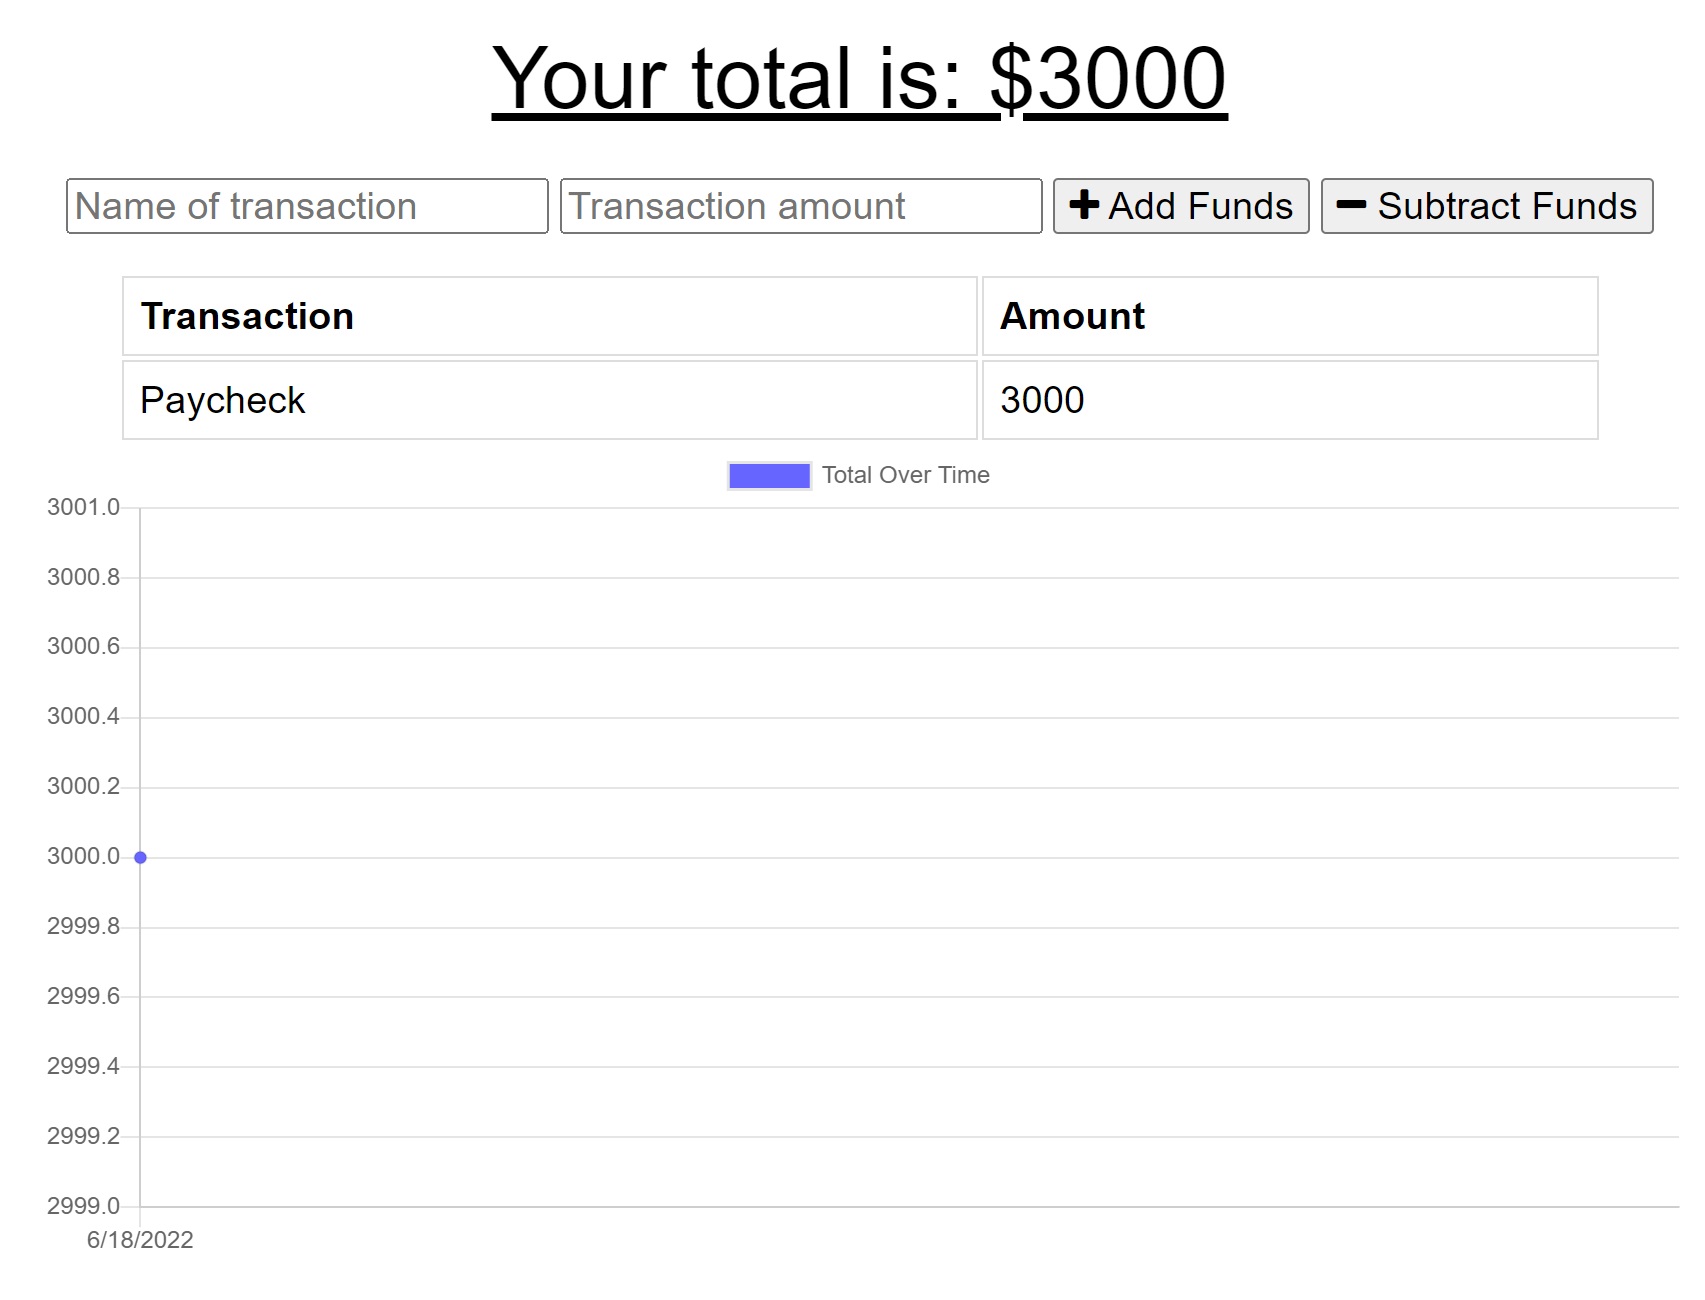 Your total is: $3000
Name of transaction Transaction amount Add Funds Subtract Funds
Transaction Amount
Paycheck 3000
Total Over Time
3001.0
3000.8
3000.6
3000.4
3000.2
3000.0
2999.8
2999.6
2999.4
2999.2
2999.0
6/18/2022